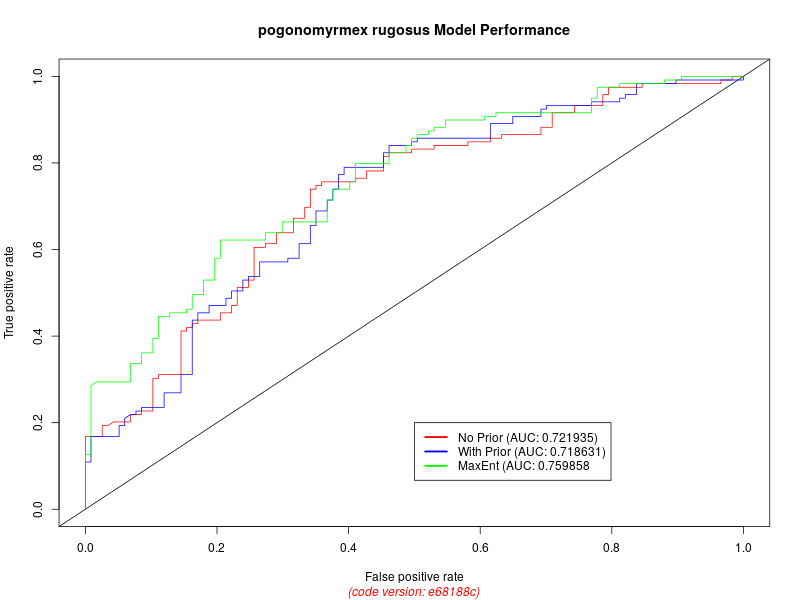 pogonomyrmex rugosus Model Performance
True positive rate
1.0
0.8
0.6
0.4
0.2
0.0
No Prior (AUC: 0.721935)
With Prior (AUC: 0.718631)
MaxEnt (AUC: 0.759858
0.0 0.2 0.4 0.6 0.8 1.0
False positive rate
(code version: e68188c)